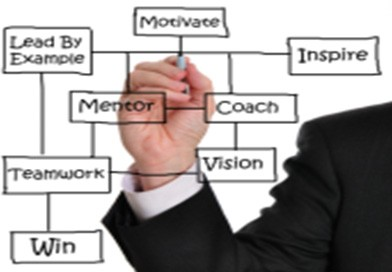 Motivate
Lead By
Example
Inspire
Mentor
Coach
Teamwork
Vision
Win